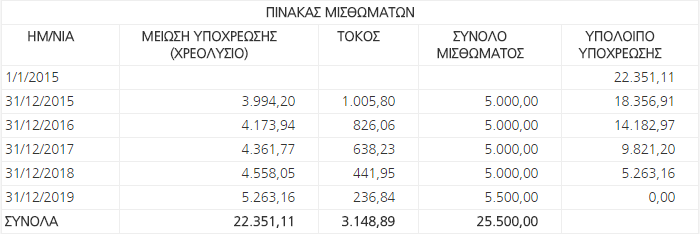 ΠΙΝΑΚΑΣ ΜΙΣΘΩΜΑΤΩΝ
ΗΜ/ΝΙΑ ΜΕΙΩΣΗ ΥΠΟΧΡΕΩΣΗΣ ΤΟΚΟΣ ΣΥΝΟΛΟ ΥΠΟΛΟΙΠΟ
(ΧΡΕΟΛΥΣΙΟ) ΜΙΣΘΩΜΑΤΟΣ ΥΠΟΧΡΕΩΣΗΣ
1/1/2015 22.351,11
31/12/2015 3.994,20 1.005,80 5.000,00 18.356,91
31/12/2016 4.173,94 826,06 5.000,00 14.182,97
31/12/2017 4.361,77 638,23 5.000,00 9.821,20
31/12/2018 4.558,05 441,95 5.000,00 5.263,16
31/12/2019 5.263,16 236,84 5.500,00 0,00
ΣΥΝΟΛΑ 22.351,11 3.148,89 25.500,00